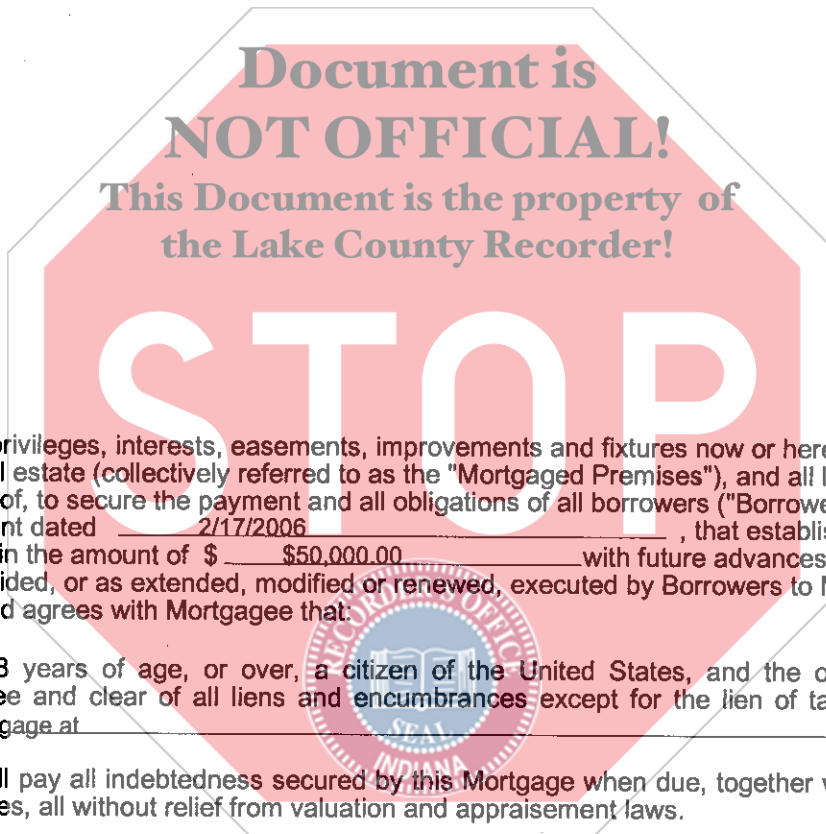 Document is
NOT OFFICIAL!
This Document is the property of
the Lake County Recorder!
STOP
rivileges, interests, easements, improvements and fixtures now or here
l estate (collectively referred to as the "Mortgaged Premises"), and all l
of, to secure the payment and all obligations of all borrowers ("Borrowe
nt dated 2/17/2006 , that establis
in the amount of $ $50,000.00 with future advances
ided, or as extended, modified or renewed, executed by Borrowers to M
d agrees with Mortgagee that:
RECORDER'S OFFICE
8 years of age, or over, a citizen of the United States, and the o
ee and clear of all liens and encumbrances except for the lien of ta
gage at
SEAL
INDIANA
ll pay all indebtedness secured by this Mortgage when due, together w
es, all without relief from valuation and appraisement laws.